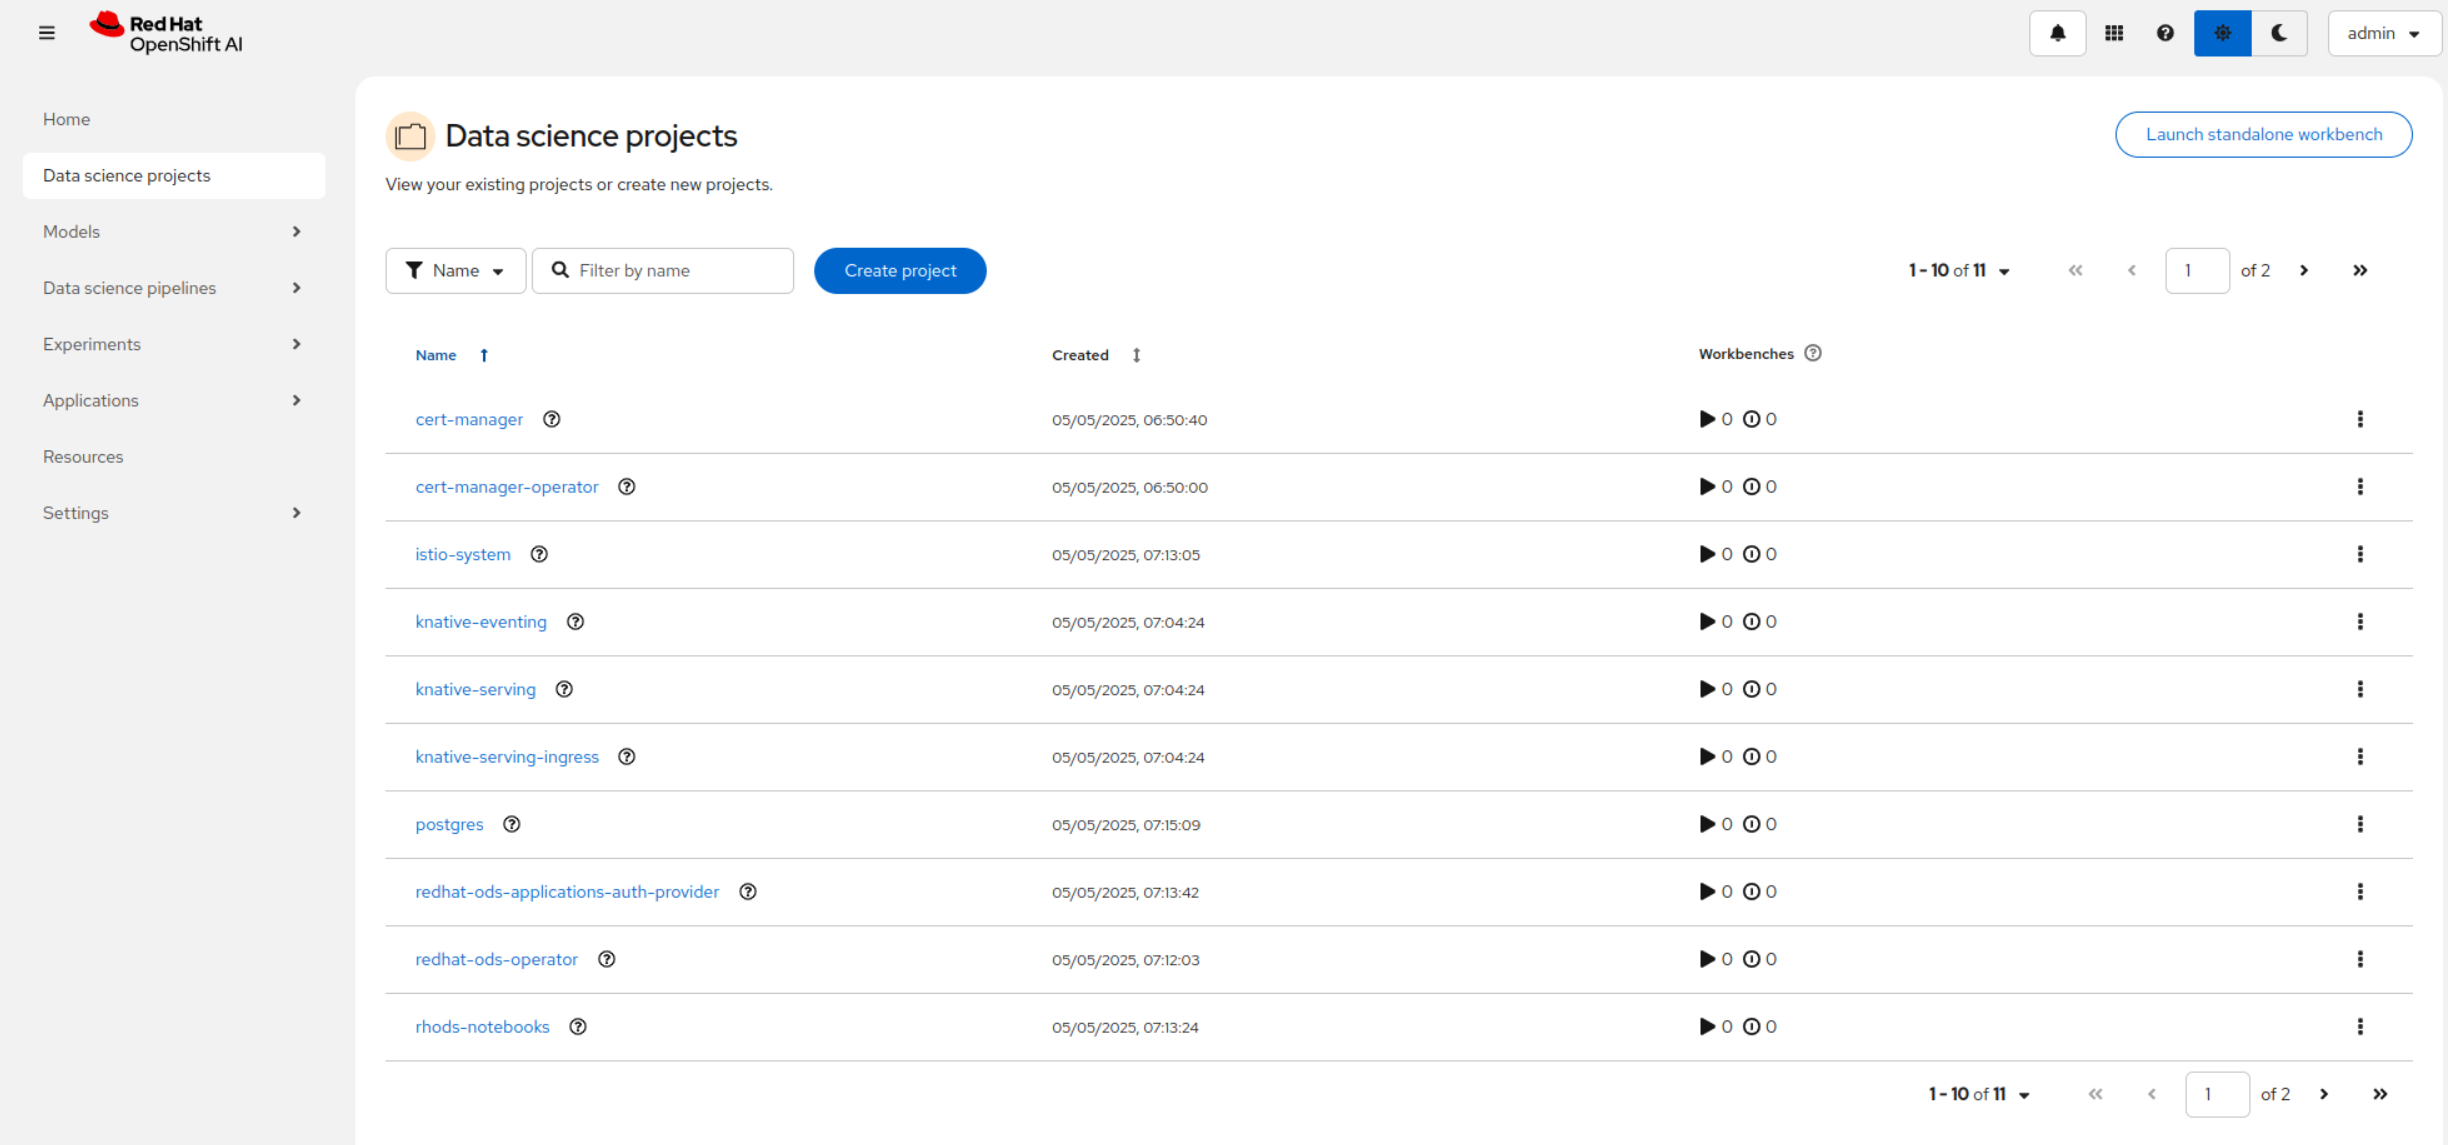 Red Hat
OpenShift AI
admin
Home
Data science projects
Models
Data science pipelines
Experiments
Applications
Resources
Settings
Data science projects
Launch standalone workbench
View your existing projects or create new projects.
Name
Filter by name
Create project
1 - 10 of 11
1 of 2
Name Created Workbenches
cert-manager 05/05/2025, 06:50:40 0 0
cert-manager-operator 05/05/2025, 06:50:00 0 0
istio-system 05/05/2025, 07:13:05 0 0
knative-eventing 05/05/2025, 07:04:24 0 0
knative-serving 05/05/2025, 07:04:24 0 0
knative-serving-ingress 05/05/2025, 07:04:24 0 0
postgres 05/05/2025, 07:15:09 0 0
redhat-ods-applications-auth-provider 05/05/2025, 07:13:42 0 0
redhat-ods-operator 05/05/2025, 07:12:03 0 0
rhods-notebooks 05/05/2025, 07:13:24 0 0
1 - 10 of 11
1 of 2